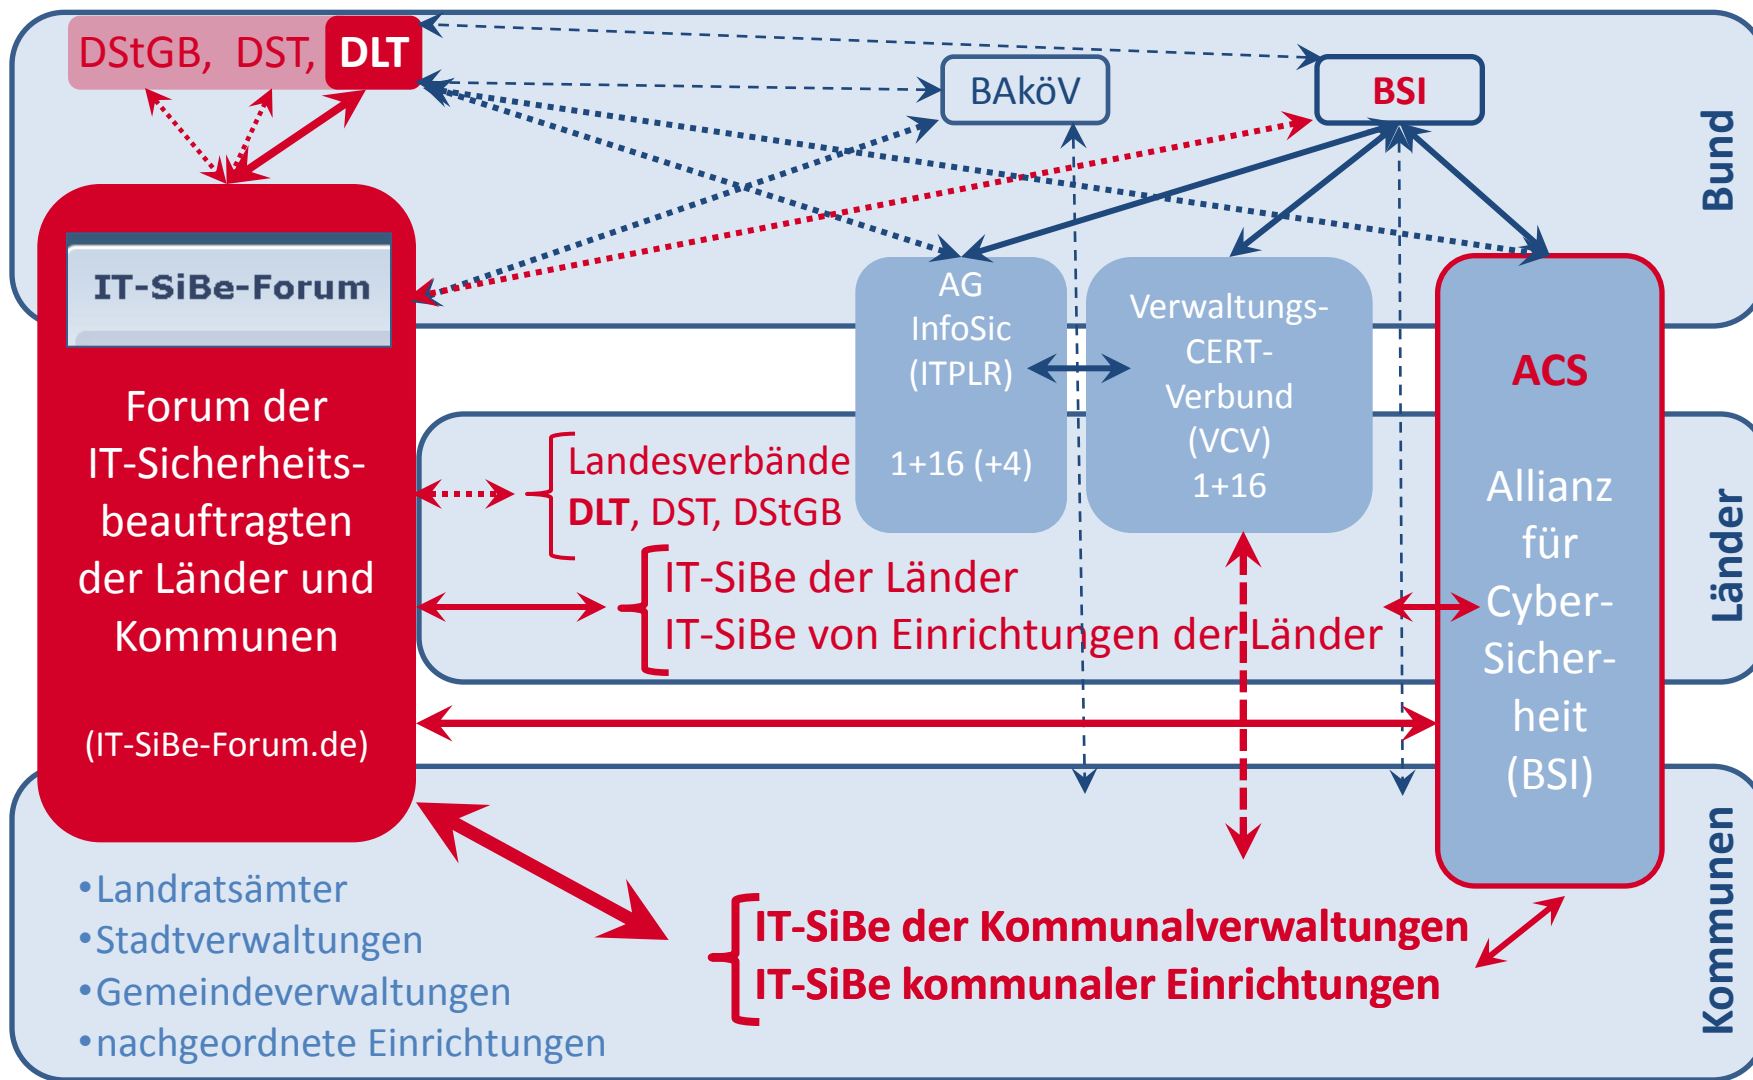 DStGB, DST, DLT
BAköV
BSI
Bund
IT-SiBe-Forum
Forum der
IT-Sicherheits-
beauftragten
der Länder und
Kommunen
(IT-SiBe-Forum.de)
AG
InfoSic
(ITPLR)
1+16 (+4)
Verwaltungs-
CERT-
Verbund
(VCV)
1+16
ACS
Allianz
für
Cyber-
Sicher-
heit
(BSI)
Landesverbände
DLT, DST, DStGB
IT-SiBe der Länder
IT-SiBe von Einrichtungen der Länder
Länder
•Landratsämter
•Stadtverwaltungen
•Gemeindeverwaltungen
•nachgeordnete Einrichtungen
IT-SiBe der Kommunalverwaltungen
IT-SiBe kommunaler Einrichtungen
Kommunen